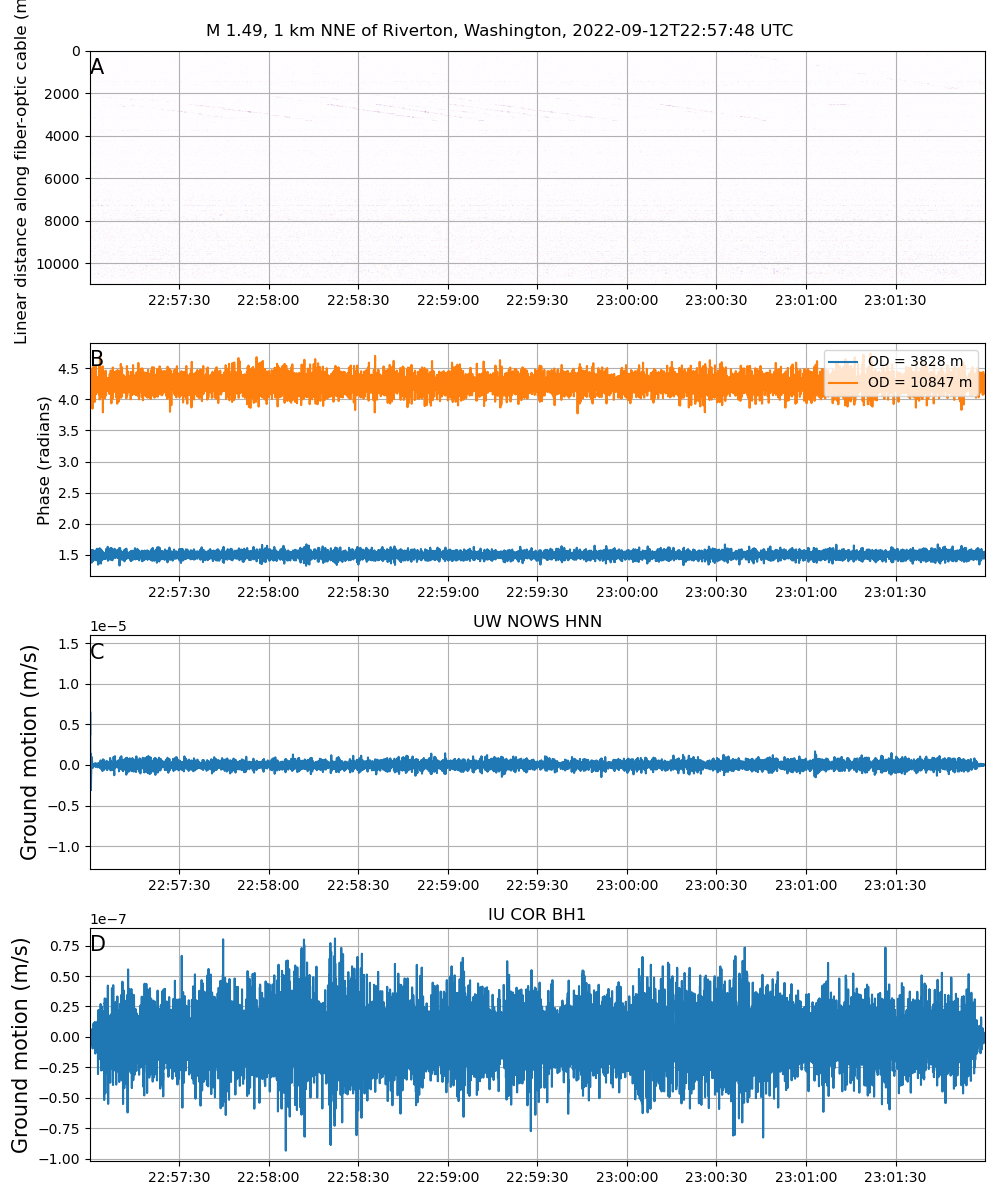 M 1.49, 1 km NNE of Riverton, Washington, 2022-09-12T22:57:48 UTC
Linear distance along fiber-optic cable (m
A
0
2000
4000
6000
8000
10000
22:57:30 22:58:00 22:58:30 22:59:00 22:59:30 23:00:00 23:00:30 23:01:00 23:01:30
Phase (radians)
B
OD = 3828 m
OD = 10847 m
4.5
4.0
3.5
3.0
2.5
2.0
1.5
22:57:30 22:58:00 22:58:30 22:59:00 22:59:30 23:00:00 23:00:30 23:01:00 23:01:30
UW NOWS HNN
1e−5
Ground motion (m/s)
C
1.5
1.0
0.5
0.0
−0.5
−1.0
22:57:30 22:58:00 22:58:30 22:59:00 22:59:30 23:00:00 23:00:30 23:01:00 23:01:30
IU COR BH1
1e−7
Ground motion (m/s)
D
0.75
0.50
0.25
0.00
−0.25
−0.50
−0.75
−1.00
22:57:30 22:58:00 22:58:30 22:59:00 22:59:30 23:00:00 23:00:30 23:01:00 23:01:30